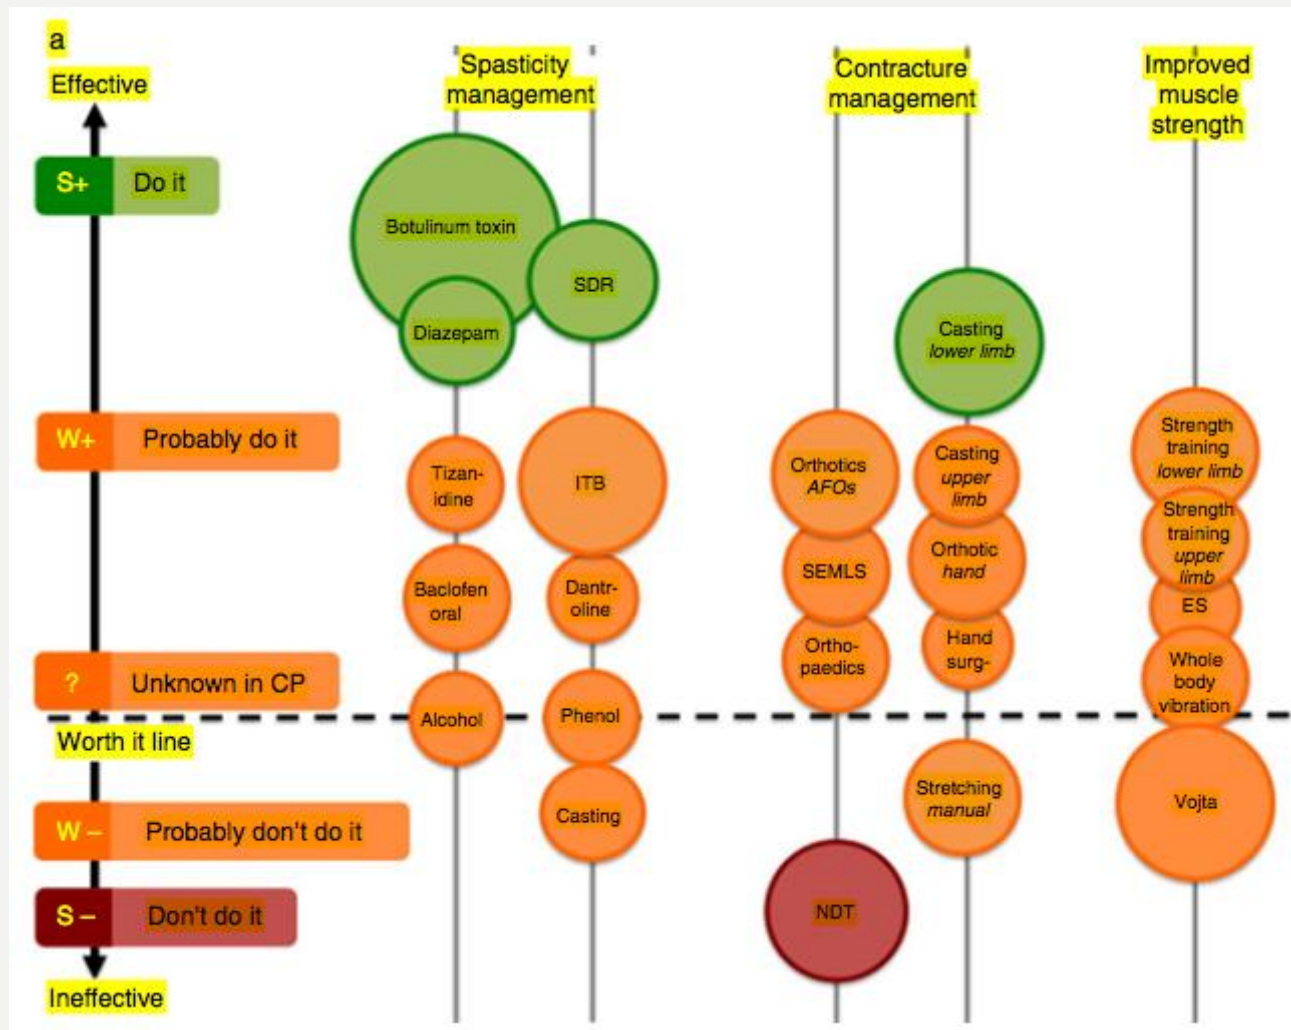 a
Effective
S+ Do it
W+ Probably do it
? Unknown in CP
Worth it line
W – Probably don't do it
S – Don't do it
Ineffective
Spasticity
management
Botulinum toxin
Diazepam
Tizan-
idine
Baclofen
oral
Alcohol
SDR
ITB
Dantr-
oline
Phenol
Casting
Contracture
management
Orthotics
AFOs
SEMLS
Ortho-
paedics
NDT
Casting
lower limb
Casting
upper
limb
Orthotic
hand
Hand
surg-
Stretching
manual
Improved
muscle
strength
Strength
training
lower limb
Strength
training
upper
limb
ES
Whole
body
vibration
Vojta